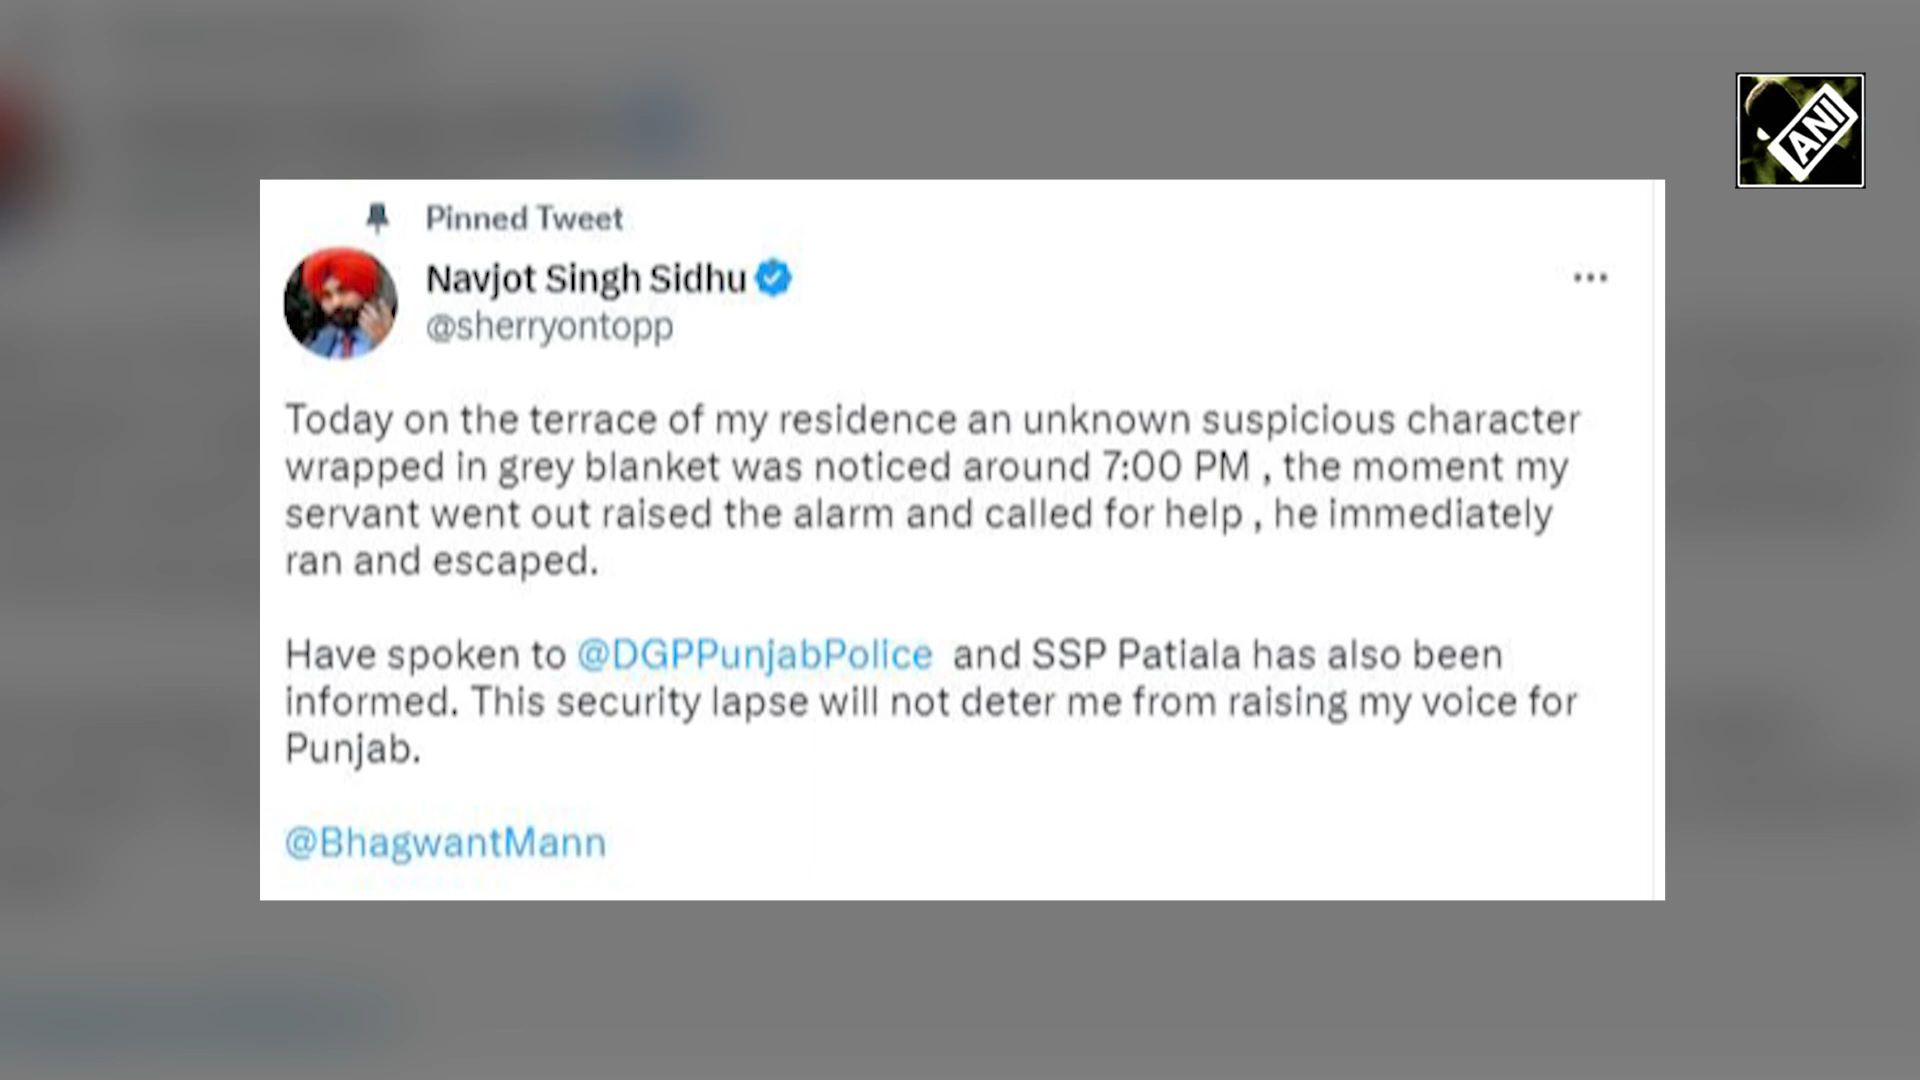 ANI
Pinned Tweet
Navjot Singh Sidhu
@sherryontopp
Today on the terrace of my residence an unknown suspicious character
wrapped in grey blanket was noticed around 7:00 PM , the moment my
servant went out raised the alarm and called for help , he immediately
ran and escaped.
Have spoken to @DGPPunjabPolice and SSP Patiala has also been
informed. This security lapse will not deter me from raising my voice for
Punjab.
@BhagwantMann